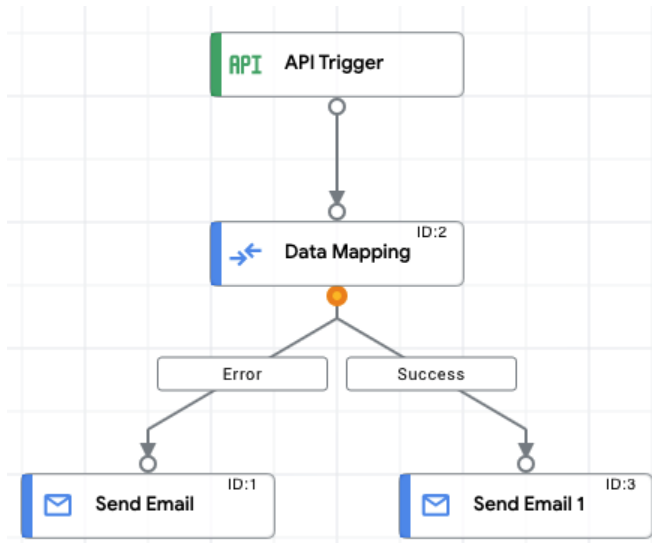 API API Trigger
ID:2
Data Mapping
Error
Success
ID:1
Send Email
ID:3
Send Email 1